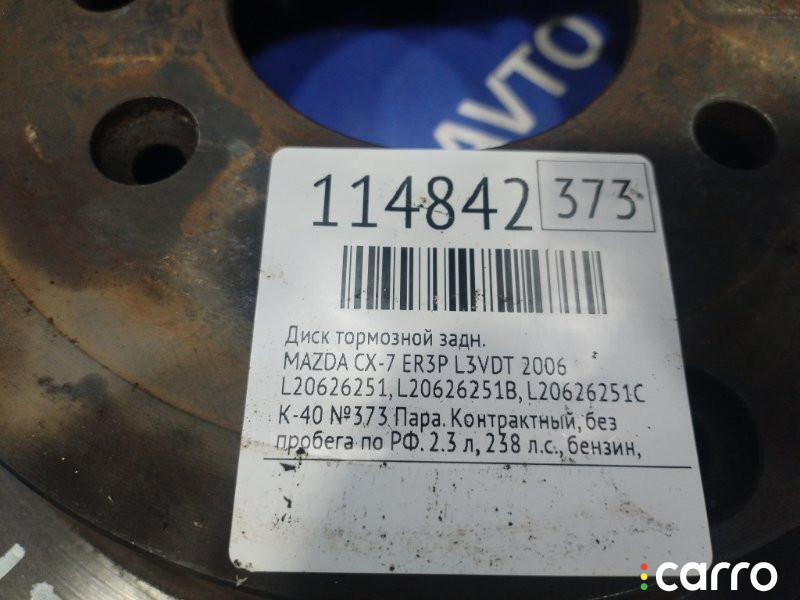 AVTO
114842 373
Диск тормозной задн.
MAZDA CX-7 ER3P L3VDT 2006
L20626251, L20626251B, L20626251C
К-40 №373 Пара. Контрактный, без
пробега по РФ. 2.3 л, 238 л.с., бензин,
carro